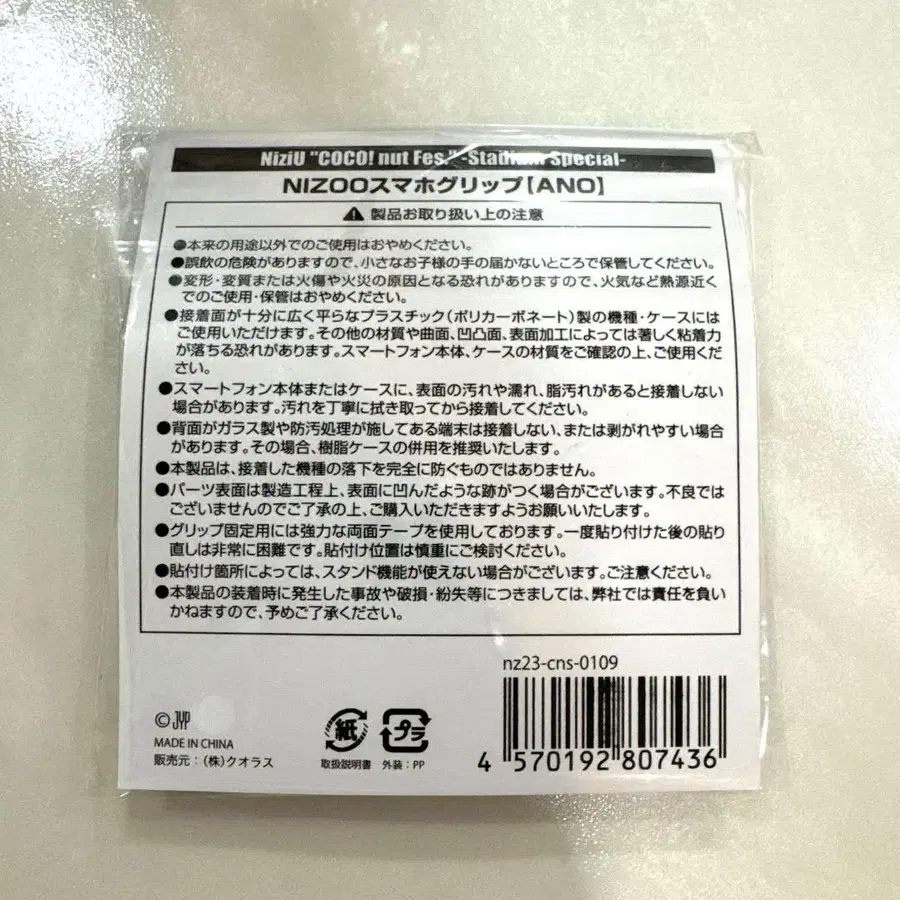 NiziU "COCO! nut Fes." -Stadium Special-
NIZOOスマホグリップ【ANO】
⚠製品お取り扱い上の注意
●本来の用途以外でのご使用はおやめください。
●誤飲の危険がありますので、小さなお子様の手の届かないところで保管してください。
●変形・変質または火傷や火災の原因となる恐れがありますので、火気など熱源近く
でのご使用・保管はおやめください。
●接着面が十分に広く平らなプラスチック(ポリカーボネート)製の機種・ケースには
ご使用いただけます。その他の材質や曲面、凹凸面、表面加工によっては著しく粘着力
が落ちる恐れがあります。スマートフォン本体、ケースの材質をご確認の上、ご使用くだ
さい。
●スマートフォン本体またはケースに、表面の汚れや濡れ、脂汚れがあると接着しない
場合があります。汚れを丁寧に拭き取ってから接着してください。
●背面がガラス製や防汚処理が施してある端末は接着しない、または剥がれやすい場合
があります。その場合、樹脂ケースの併用を推奨いたします。
●本製品は、接着した機種の落下を完全に防ぐものではありません。
●パーツ表面は製造工程上、表面に凹んだような跡がつく場合がございます。不良では
ございませんのでご了承の上、ご購入いただきますようお願いいたします。
●グリップ固定用には強力な両面テープを使用しております。一度貼り付けた後の貼り
直しは非常に困難です。貼付け位置は慎重にご検討ください。
●貼付け箇所によっては、スタンド機能が使えない場合がございます。ご注意ください。
●本製品の装着時に発生した事故や破損・紛失等につきましては、弊社では責任を負い
かねますので、予めご了承ください。
nz23-cns-0109
© JYP
MADE IN CHINA
販売元:(株)クオラス
紙
取扱説明書
プラ
外装:PP
4 570192 807436